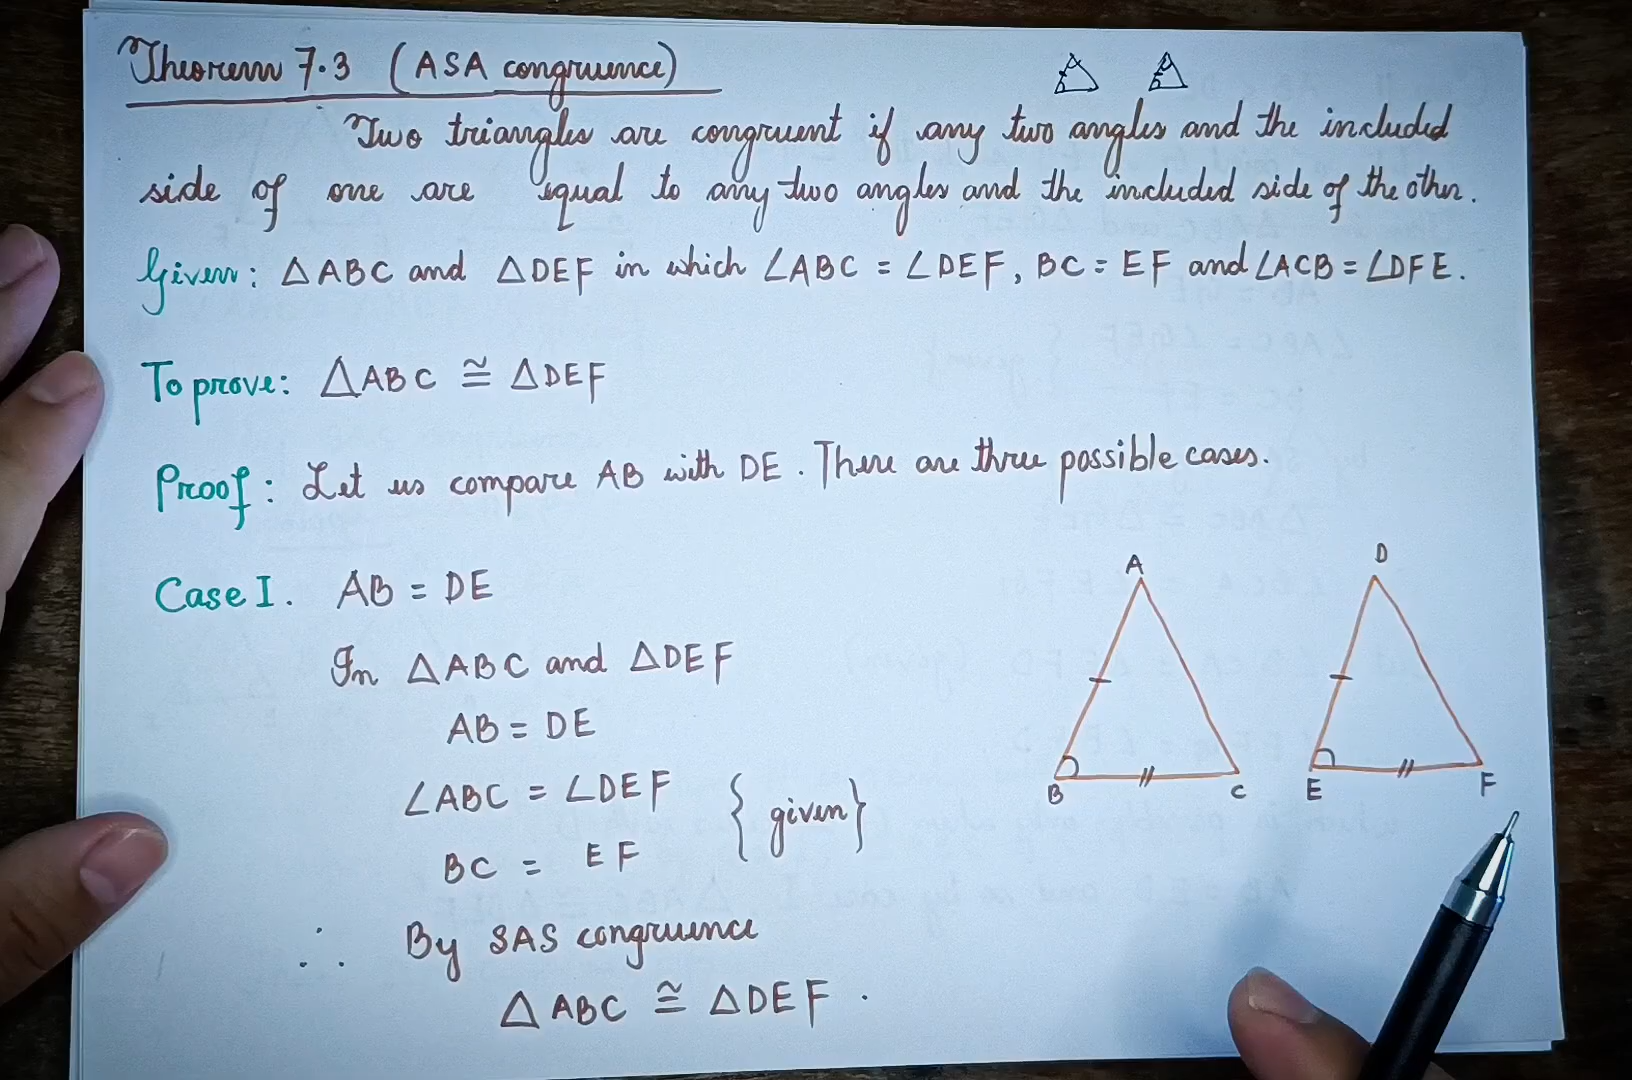 Theorem 7.3 (ASA congruence)
Two triangles are congruent if any two angles and the included
side of one are equal to any two angles and the included side of the other.
Given: △ABC and △DEF in which ∠ABC = ∠DEF, BC = EF and ∠ACB = ∠DFE.
To prove: △ABC ≅ △DEF
Proof: Let us compare AB with DE. There are three possible cases.
Case I. AB = DE
In △ABC and △DEF
AB = DE
∠ABC = ∠DEF
BC = EF
{given}
∴ By SAS congruence
△ABC ≅ △DEF.
A
B
C
D
E
F